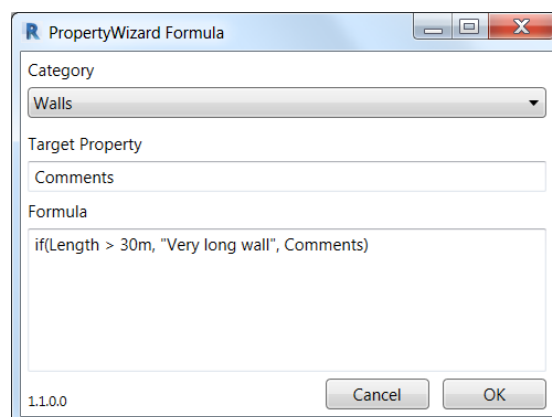 PropertyWizard Formula
Category
Walls
Target Property
Comments
Formula
if(Length > 30m, "Very long wall", Comments)
1.1.0.0
Cancel
OK